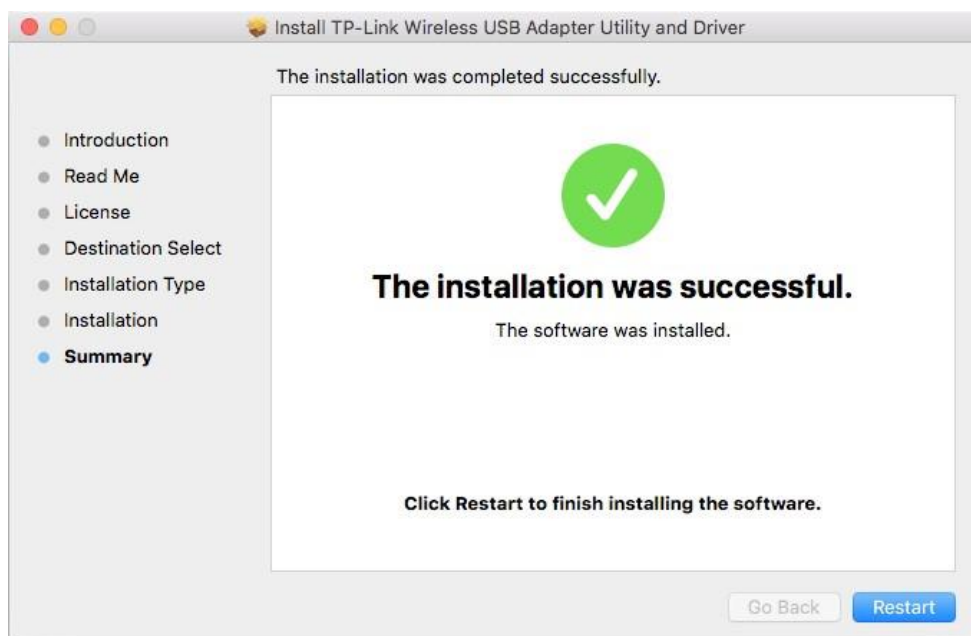 Install TP-Link Wireless USB Adapter Utility and Driver
The installation was completed successfully.
Introduction
Read Me
License
Destination Select
Installation Type
Installation
Summary
The installation was successful.
The software was installed.
Click Restart to finish installing the software.
Go Back
Restart